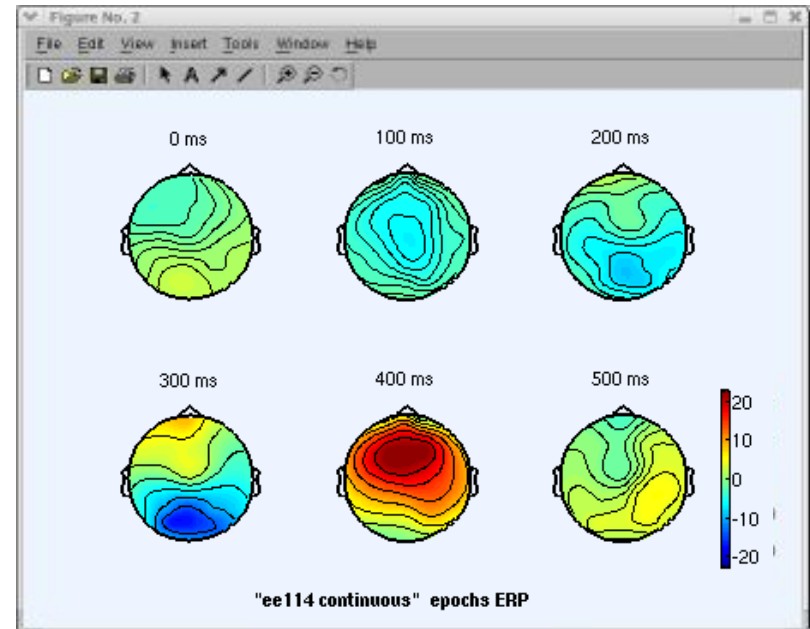 Figure No. 2
File Edit View Insert Tools Window Help
A
0 ms 100 ms 200 ms
300 ms 400 ms 500 ms
20
10
0
-10
-20
"ee114 continuous" epochs ERP